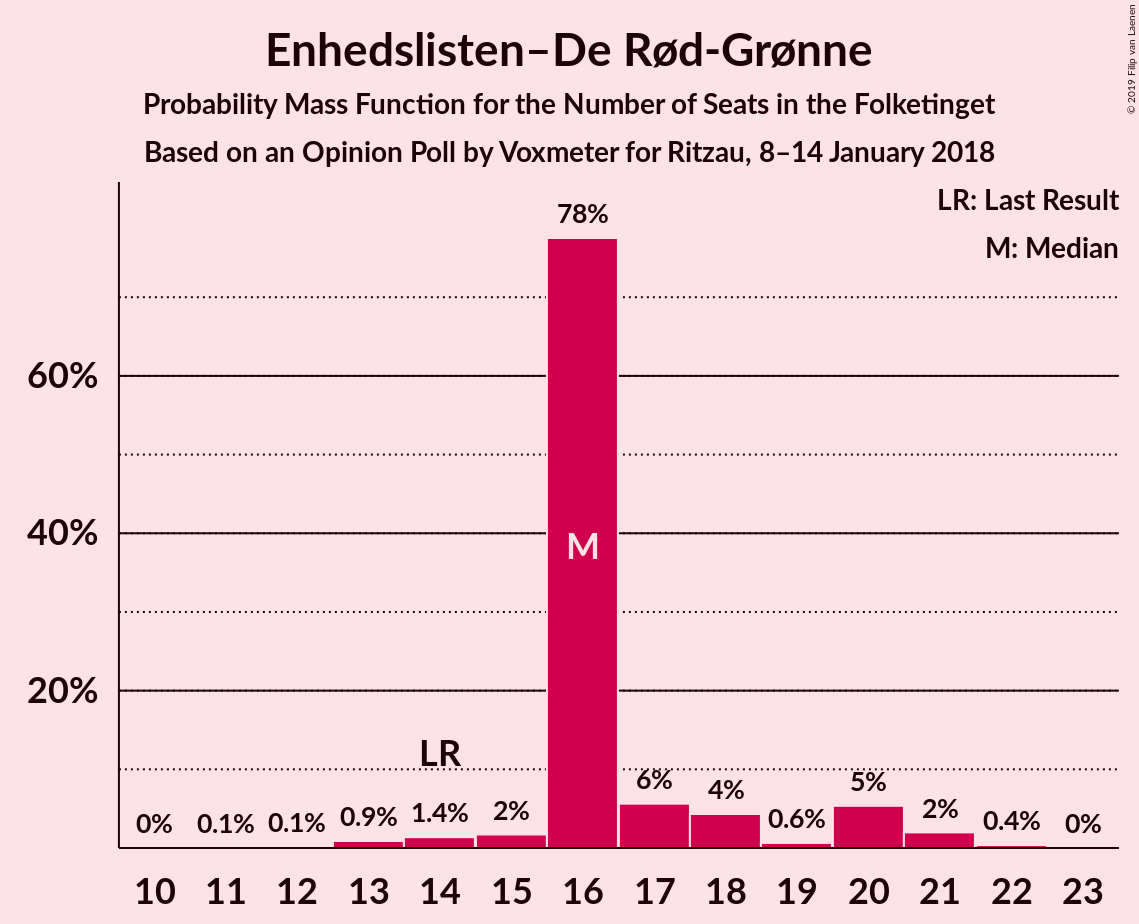 Enhedslisten–De Rød-Grønne
Probability Mass Function for the Number of Seats in the Folketinget
Based on an Opinion Poll by Voxmeter for Ritzau, 8–14 January 2018
© 2019 Filip van Laenen
LR: Last Result
M: Median
78%
60%
40%
M
20%
LR
0% 0.1% 0.1% 0.9% 1.4% 2% 6% 4% 0.6% 5% 2% 0.4% 0%
10 11 12 13 14 15 16 17 18 19 20 21 22 23